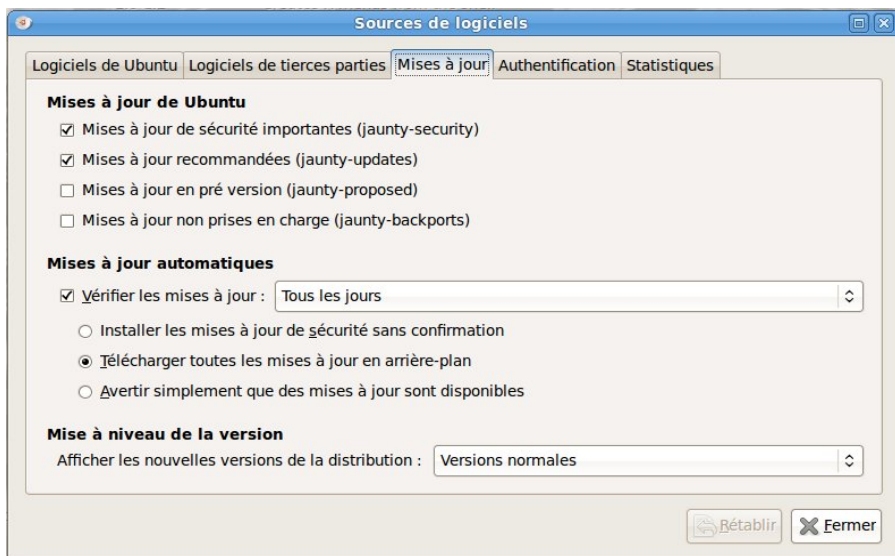 Sources de logiciels
Logiciels de Ubuntu Logiciels de tierces parties Mises à jour Authentification Statistiques
Mises à jour de Ubuntu
Mises à jour de sécurité importantes (jaunty-security)
Mises à jour recommandées (jaunty-updates)
Mises à jour en pré version (jaunty-proposed)
Mises à jour non prises en charge (jaunty-backports)
Mises à jour automatiques
Vérifier les mises à jour : Tous les jours
Installer les mises à jour de sécurité sans confirmation
Télécharger toutes les mises à jour en arrière-plan
Avertir simplement que des mises à jour sont disponibles
Mise à niveau de la version
Afficher les nouvelles versions de la distribution : Versions normales
Rétablir Fermer